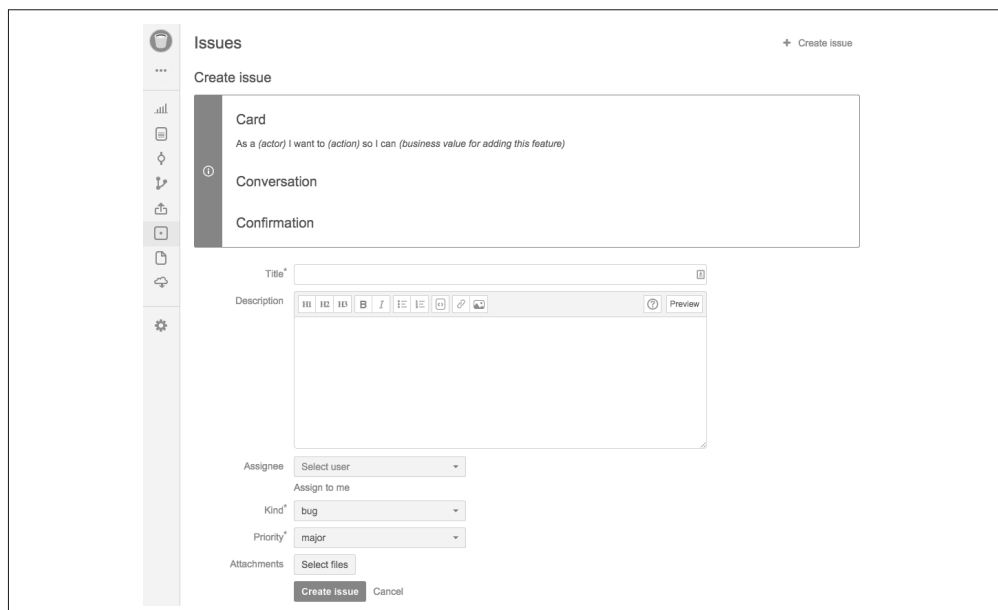 Issues
+ Create issue
Create issue
Card
As a (actor) I want to (action) so I can (business value for adding this feature)
Conversation
Confirmation
Title*
Description
H1 H2 H3 B I
Preview
Assignee
Select user
Assign to me
Kind*
bug
Priority*
major
Attachments
Select files
Create issue
Cancel